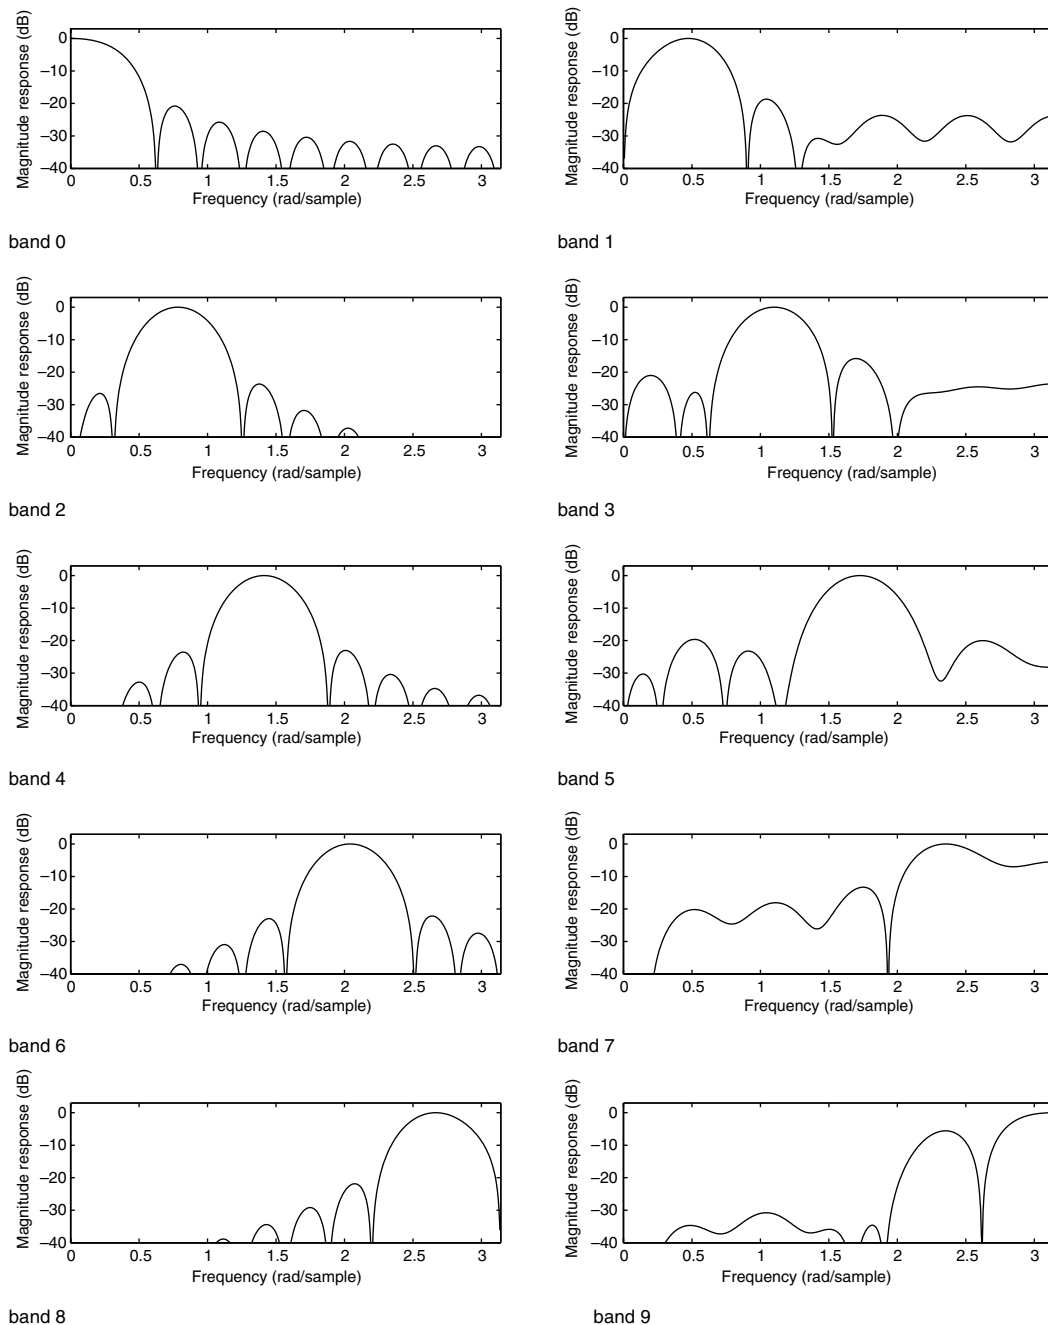 Magnitude response (dB)
0
–10
–20
–30
–40
0 0.5 1 1.5 2 2.5 3
Frequency (rad/sample)
band 0
Magnitude response (dB)
0
–10
–20
–30
–40
0 0.5 1 1.5 2 2.5 3
Frequency (rad/sample)
band 1
Magnitude response (dB)
0
–10
–20
–30
–40
0 0.5 1 1.5 2 2.5 3
Frequency (rad/sample)
band 2
Magnitude response (dB)
0
–10
–20
–30
–40
0 0.5 1 1.5 2 2.5 3
Frequency (rad/sample)
band 3
Magnitude response (dB)
0
–10
–20
–30
–40
0 0.5 1 1.5 2 2.5 3
Frequency (rad/sample)
band 4
Magnitude response (dB)
0
–10
–20
–30
–40
0 0.5 1 1.5 2 2.5 3
Frequency (rad/sample)
band 5
Magnitude response (dB)
0
–10
–20
–30
–40
0 0.5 1 1.5 2 2.5 3
Frequency (rad/sample)
band 6
Magnitude response (dB)
0
–10
–20
–30
–40
0 0.5 1 1.5 2 2.5 3
Frequency (rad/sample)
band 7
Magnitude response (dB)
0
–10
–20
–30
–40
0 0.5 1 1.5 2 2.5 3
Frequency (rad/sample)
band 8
Magnitude response (dB)
0
–10
–20
–30
–40
0 0.5 1 1.5 2 2.5 3
Frequency (rad/sample)
band 9